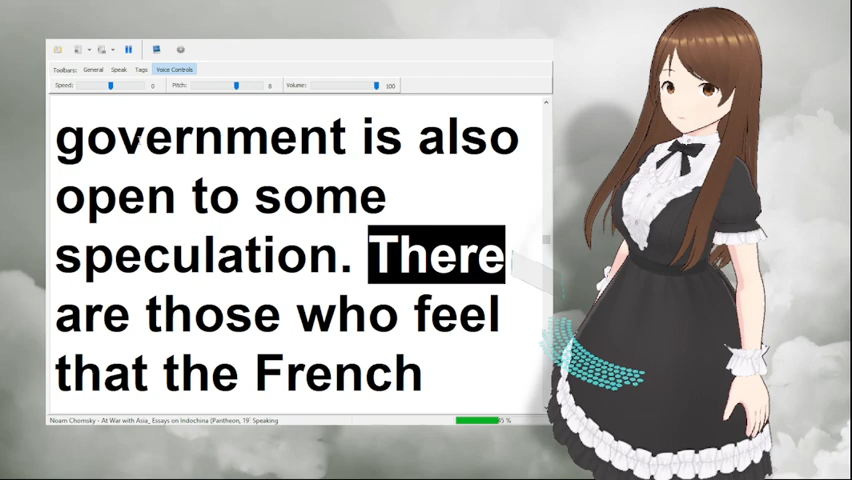 Toolbars: General Speak Tags Voice Controls
Speed: 0 Pitch: 8 Volume: 100
government is also
open to some
speculation. There
are those who feel
that the French
Noam Chomsky - At War with Asia_ Essays on Indochina (Pantheon, 19 Speaking